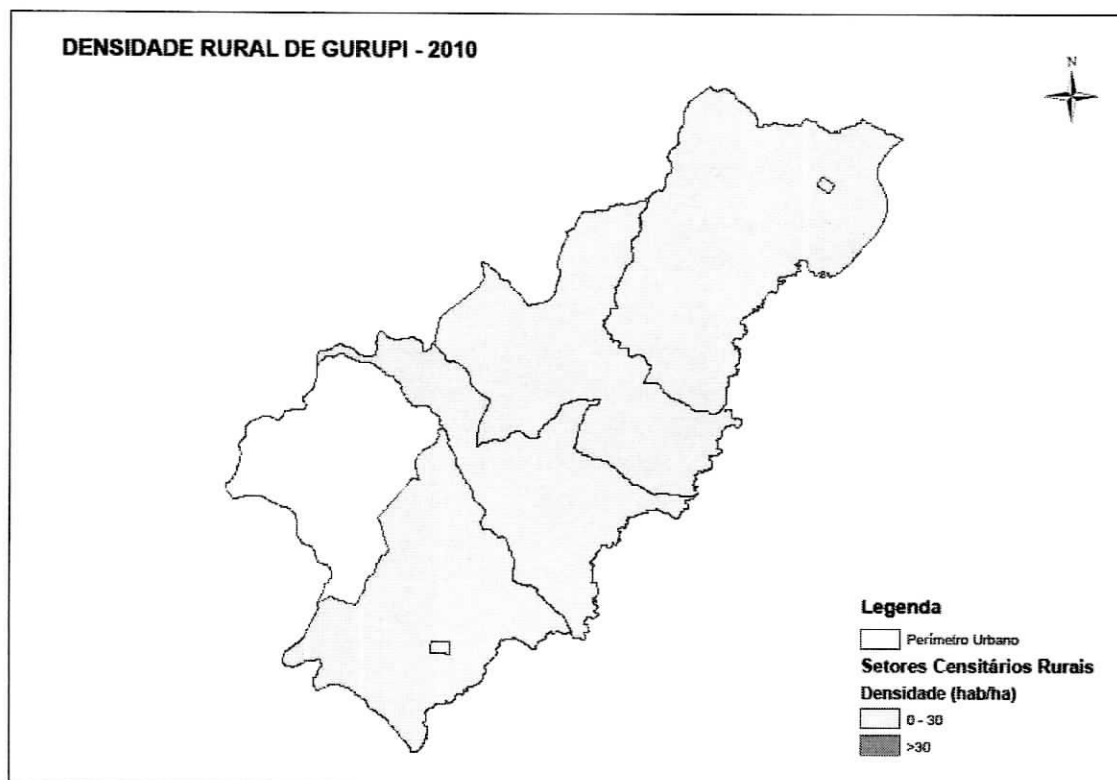 DENSIDADE RURAL DE GURUPI - 2010
N
Legenda
Perímetro Urbano
Setores Censitários Rurais
Densidade (hab/ha)
0 - 30
>30